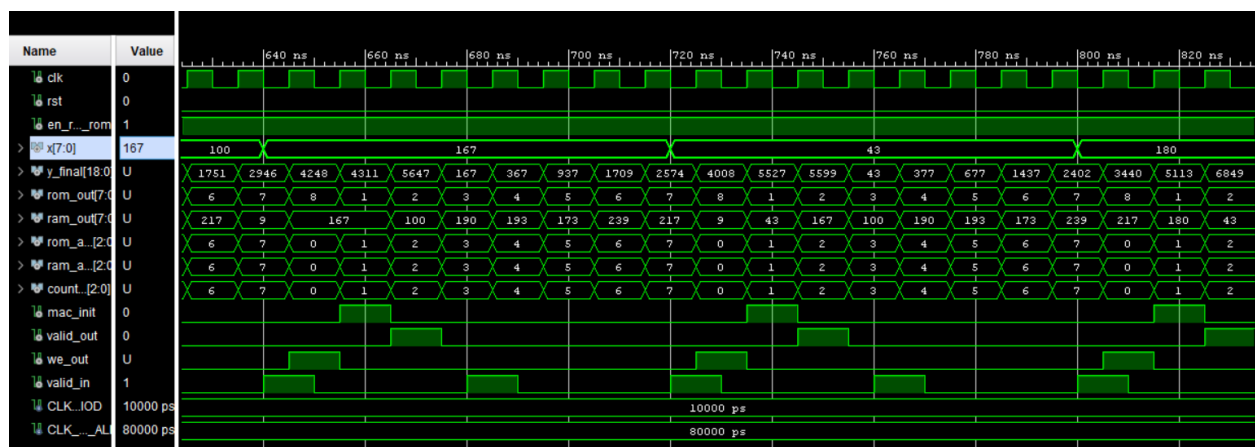 Name Value 640 ns 660 ns 680 ns 700 ns 720 ns 740 ns 760 ns 780 ns 800 ns 820 ns
clk 0
rst 0
en_r..._rom 1
x[7:0] 167 100 167 43 180
y_final[18:0] U 1751 2946 4248 4311 5647 167 367 937 1709 2574 4008 5527 5599 43 377 677 1437 2402 3440 5113 6849
rom_out[7:0 U 6 7 8 1 2 3 4 5 6 7 8 1 2 3 4 5 6 7 8 1 2
ram_out[7:0 U 217 9 167 100 190 193 173 239 217 9 43 167 100 190 193 173 239 217 180 43
rom_a...[2:0 U 6 7 0 1 2 3 4 5 6 7 0 1 2 3 4 5 6 7 0 1 2
ram_a...[2:0 U 6 7 0 1 2 3 4 5 6 7 0 1 2 3 4 5 6 7 0 1 2
count...[2:0] U 6 7 0 1 2 3 4 5 6 7 0 1 2 3 4 5 6 7 0 1 2
mac_init 0
valid_out 0
we_out U
valid_in 1
CLK...IOD 10000 ps 10000 ps
CLK_..._ALI 80000 ps 80000 ps